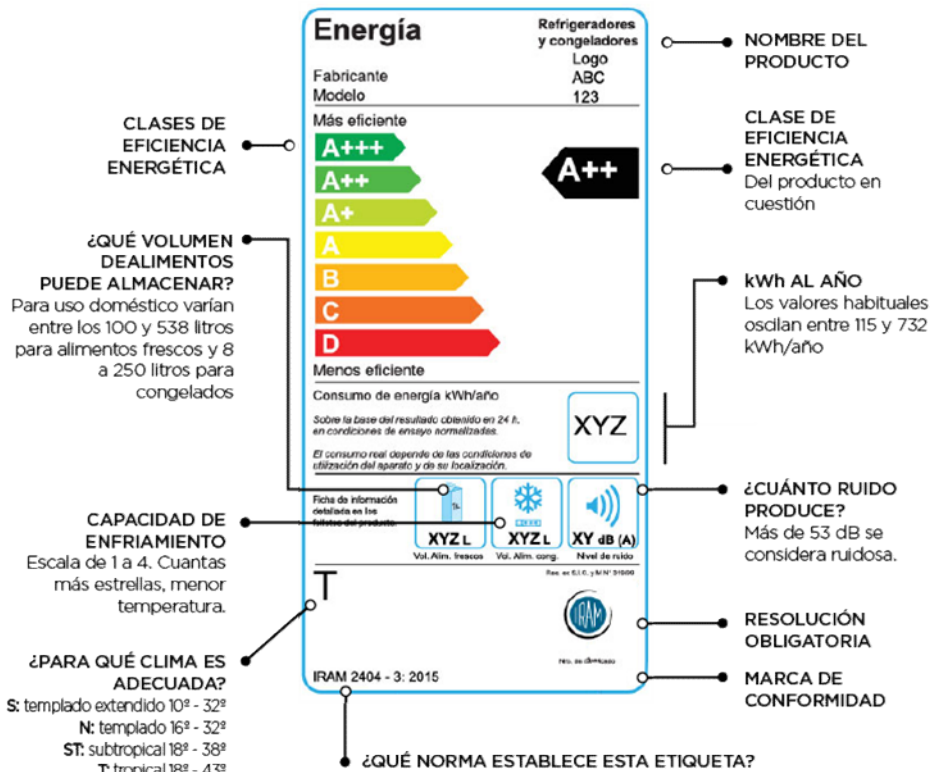 Energía
Refrigeradores
y congeladores
Logo
Fabricante
ABC
Modelo
123
NOMBRE DEL
PRODUCTO
Más eficiente
A+++
A++
A+
A
B
C
D
Menos eficiente
A++
CLASES DE
EFICIENCIA
ENERGÉTICA
CLASE DE
EFICIENCIA
ENERGÉTICA
Del producto en
cuestión
¿QUÉ VOLUMEN
DEALIMENTOS
PUEDE ALMACENAR?
Para uso doméstico varían
entre los 100 y 538 litros
para alimentos frescos y 8
a 250 litros para
congelados
kWh AL AÑO
Los valores habituales
oscilan entre 115 y 732
kWh/año
Consumo de energía kWh/año
XYZ
Sobre la base del resultado obtenido en 24 h.
en condiciones de ensayo normalizadas.
El consumo real depende de las condiciones de
utilización del aparato y de su localización.
Ficha de información
detallada en los
folletos del producto.
XYZ L
Vol. Alim. frescos
XYZ L
Vol. Alim. cong.
XY dB (A)
Nivel de ruido
¿CUÁNTO RUIDO
PRODUCE?
Más de 53 dB se
considera ruidosa.
CAPACIDAD DE
ENFRIAMIENTO
Escala de 1 a 4. Cuantas
más estrellas, menor
temperatura.
T
Res. ex S.I.C. y M N°
IRAM
RESOLUCIÓN
OBLIGATORIA
MARCA DE
CONFORMIDAD
¿PARA QUÉ CLIMA ES
ADECUADA?
S: templado extendido 10º - 32º
N: templado 16º - 32º
ST: subtropical 18º - 38º
T: tropical 18º - 43º
IRAM 2404 - 3: 2015
¿QUÉ NORMA ESTABLECE ESTA ETIQUETA?